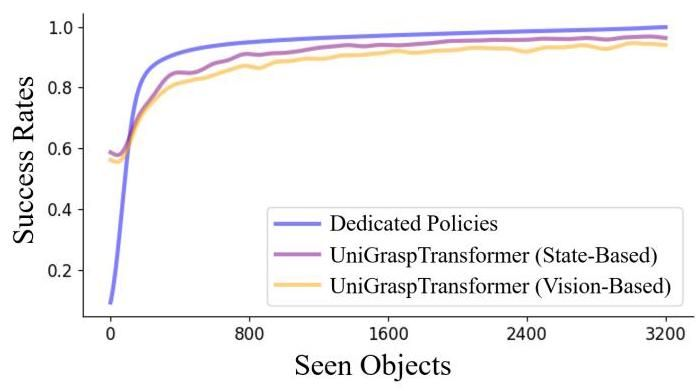 1.0
0.8
0.6
0.4
0.2
Success Rates
Dedicated Policies
UniGraspTransformer (State-Based)
UniGraspTransformer (Vision-Based)
0 800 1600 2400 3200
Seen Objects